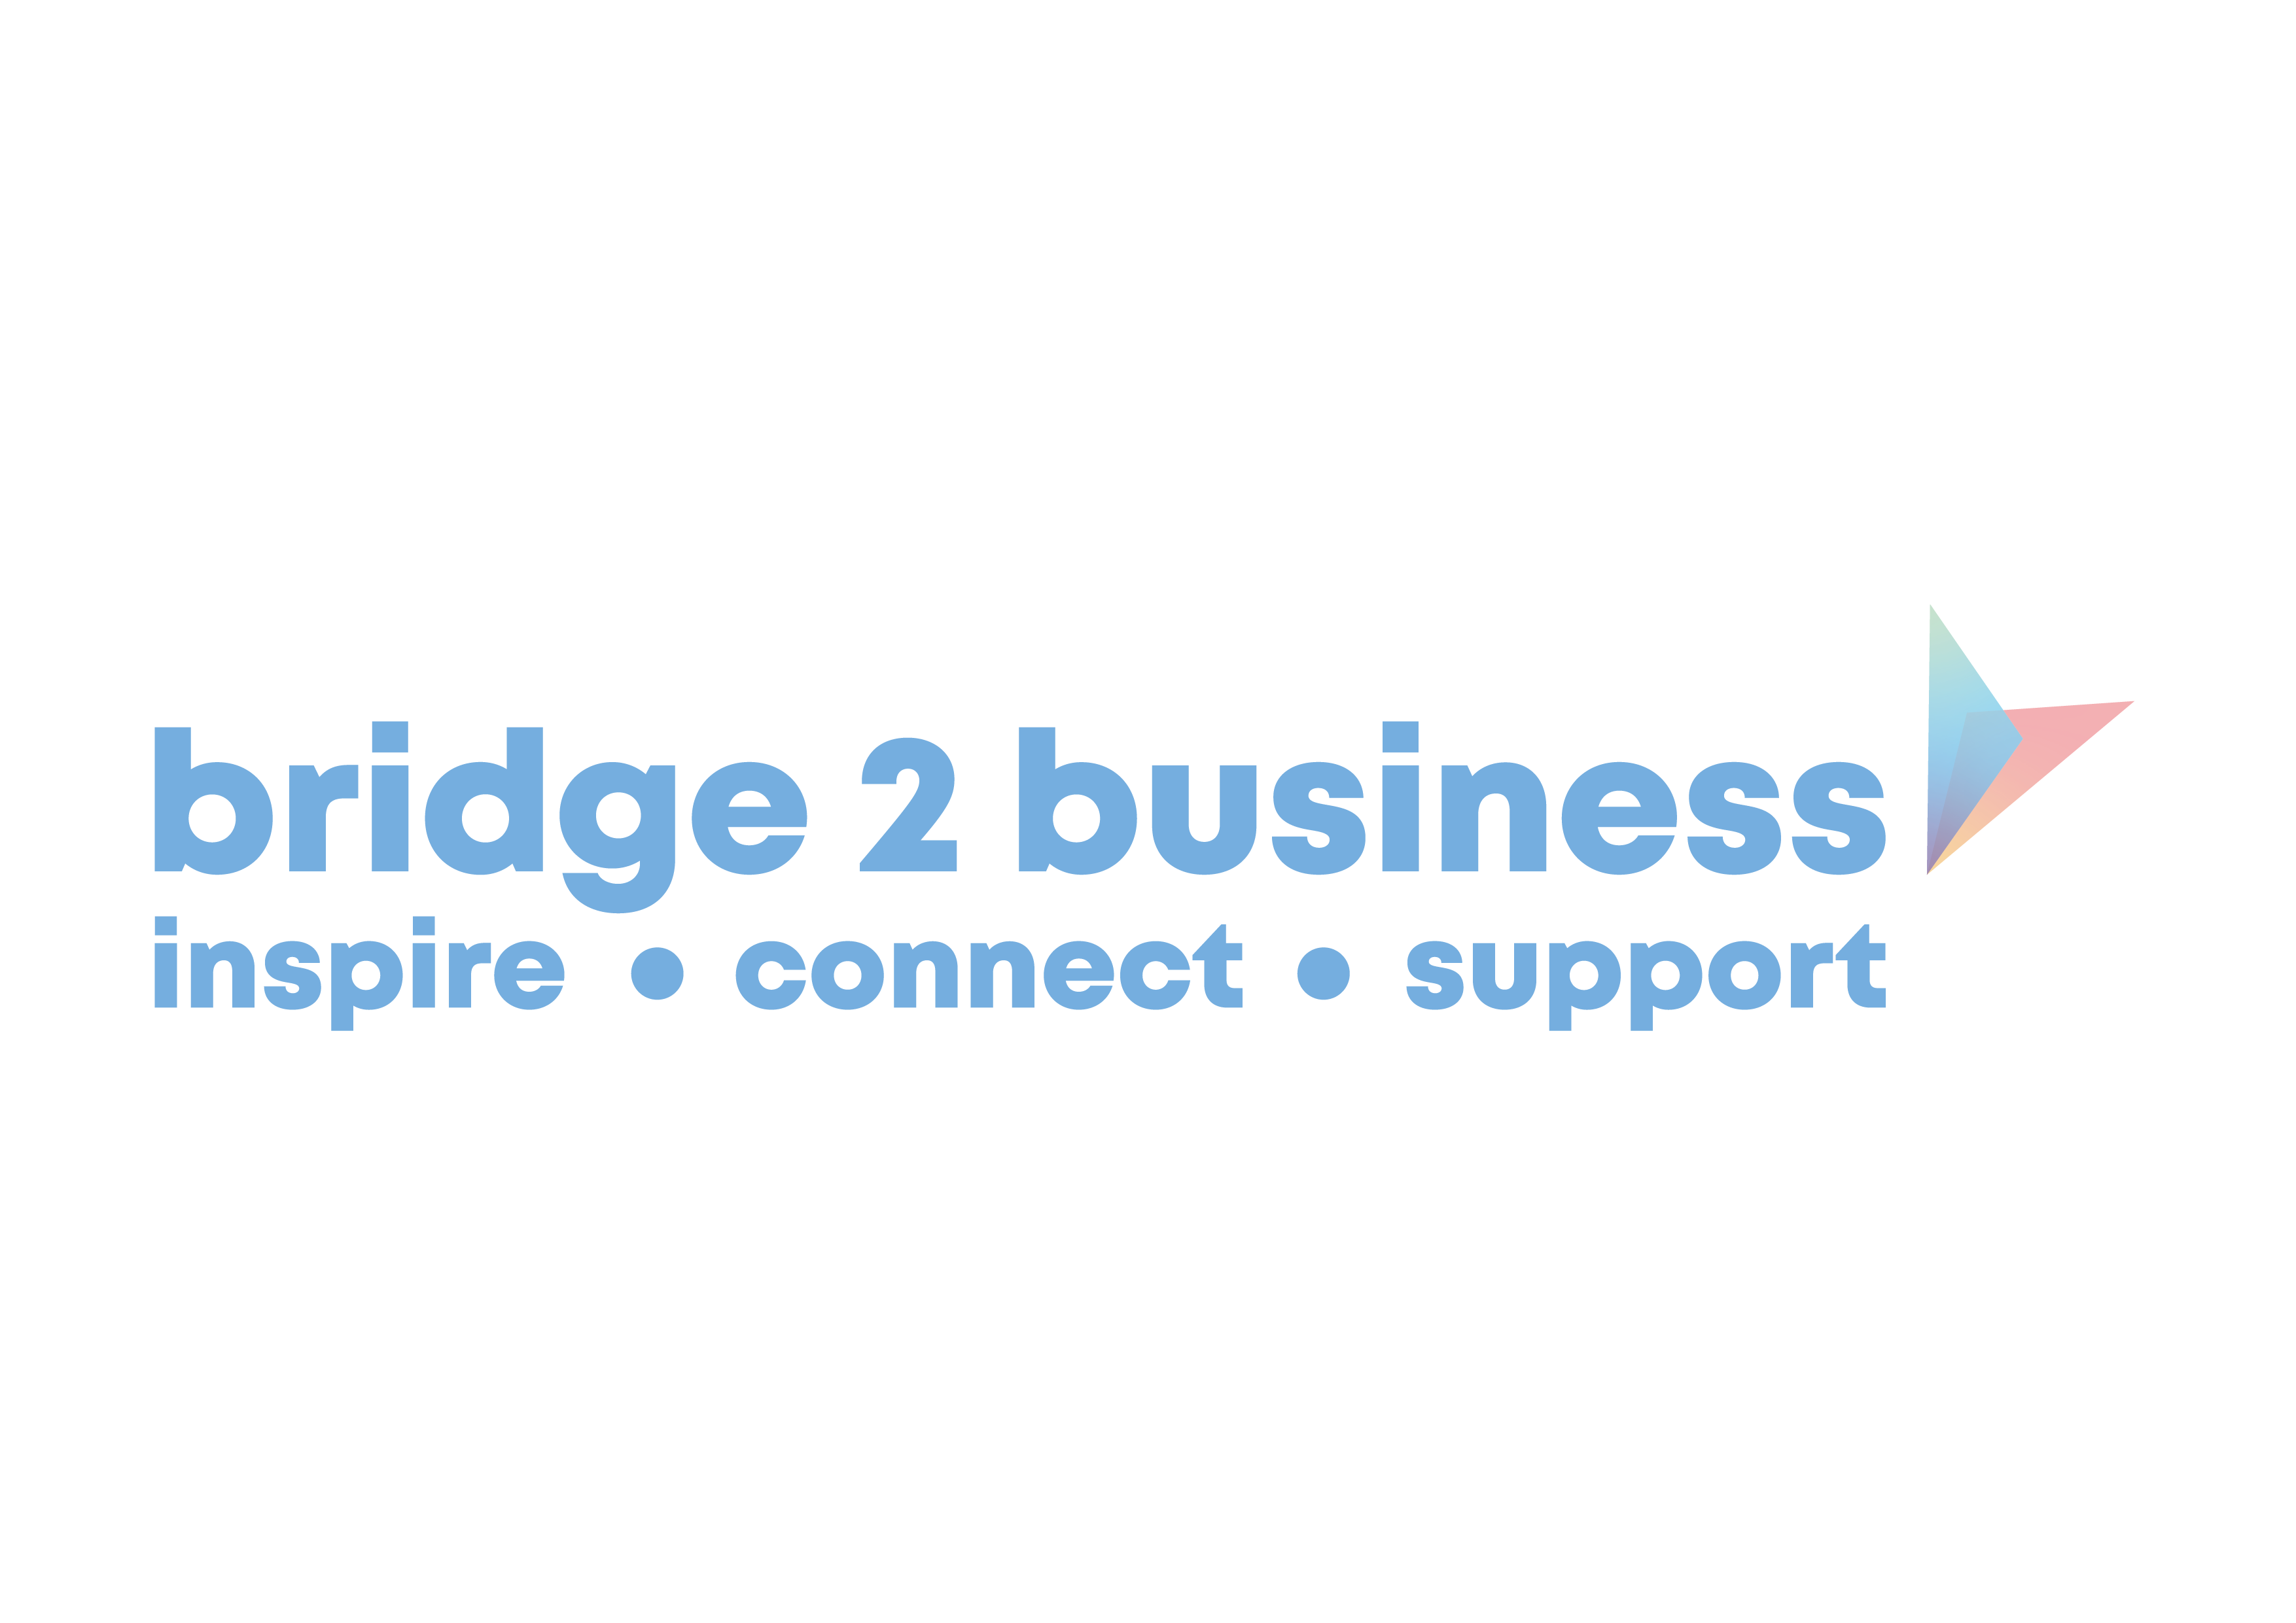 bridge 2 business
inspire • connect • support